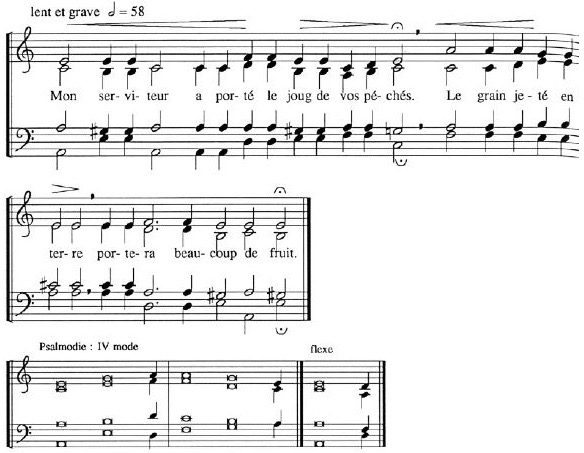 lent et grave 𝅗𝅥 = 58
Mon ser- vi- teur a por- té le joug de vos pé- chés. Le grain je- té en
ter- re por- te- ra beau- coup de fruit.
Psalmodie : IV mode
flexe